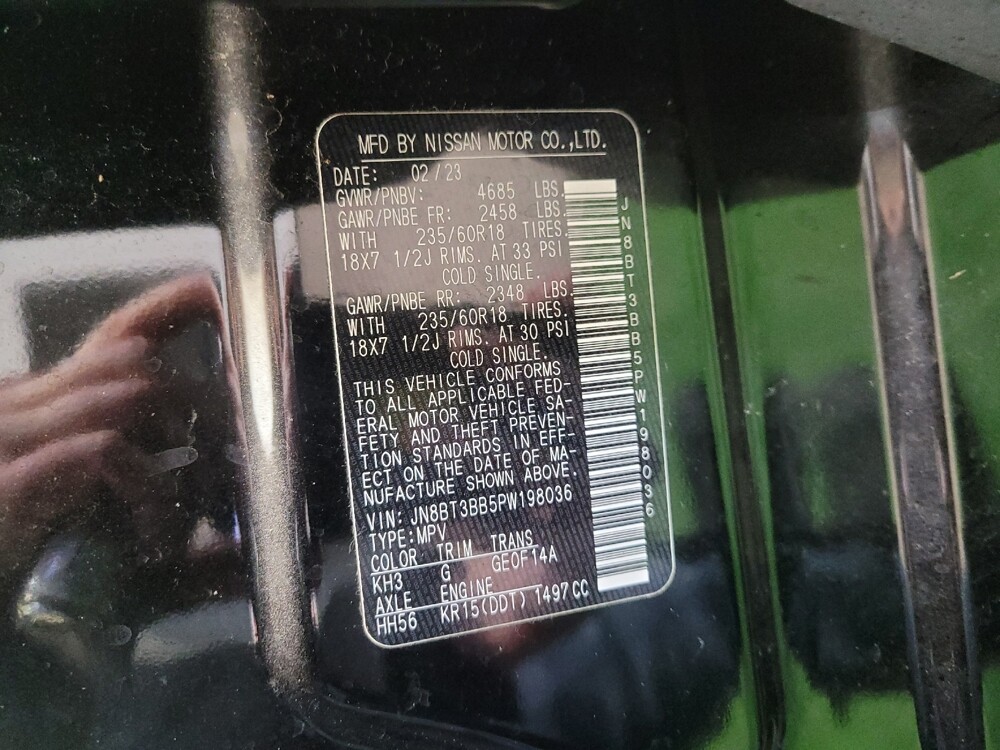 MFD BY NISSAN MOTOR CO.,LTD.
DATE: 02/23
GVWR/PNBV: 4685 LBS.
GAWR/PNBE FR: 2458 LBS.
WITH 235/60R18 TIRES.
18X7 1/2J RIMS. AT 33 PSI
COLD SINGLE.
GAWR/PNBE RR: 2348 LBS.
WITH 235/60R18 TIRES.
18X7 1/2J RIMS. AT 30 PSI
COLD SINGLE.
THIS VEHICLE CONFORMS
TO ALL APPLICABLE FED-
ERAL MOTOR VEHICLE SA-
FETY AND THEFT PREVEN-
TION STANDARDS IN EFF-
ECT ON THE DATE OF MA-
NUFACTURE SHOWN ABOVE.
VIN: JN8BT3BB5PW198036
TYPE:MPV
COLOR TRIM TRANS
KH3 G GE0F14A
AXLE ENGINE
HH56 KR15(DDT) 1497CC
JN8BT3BB5PW198036